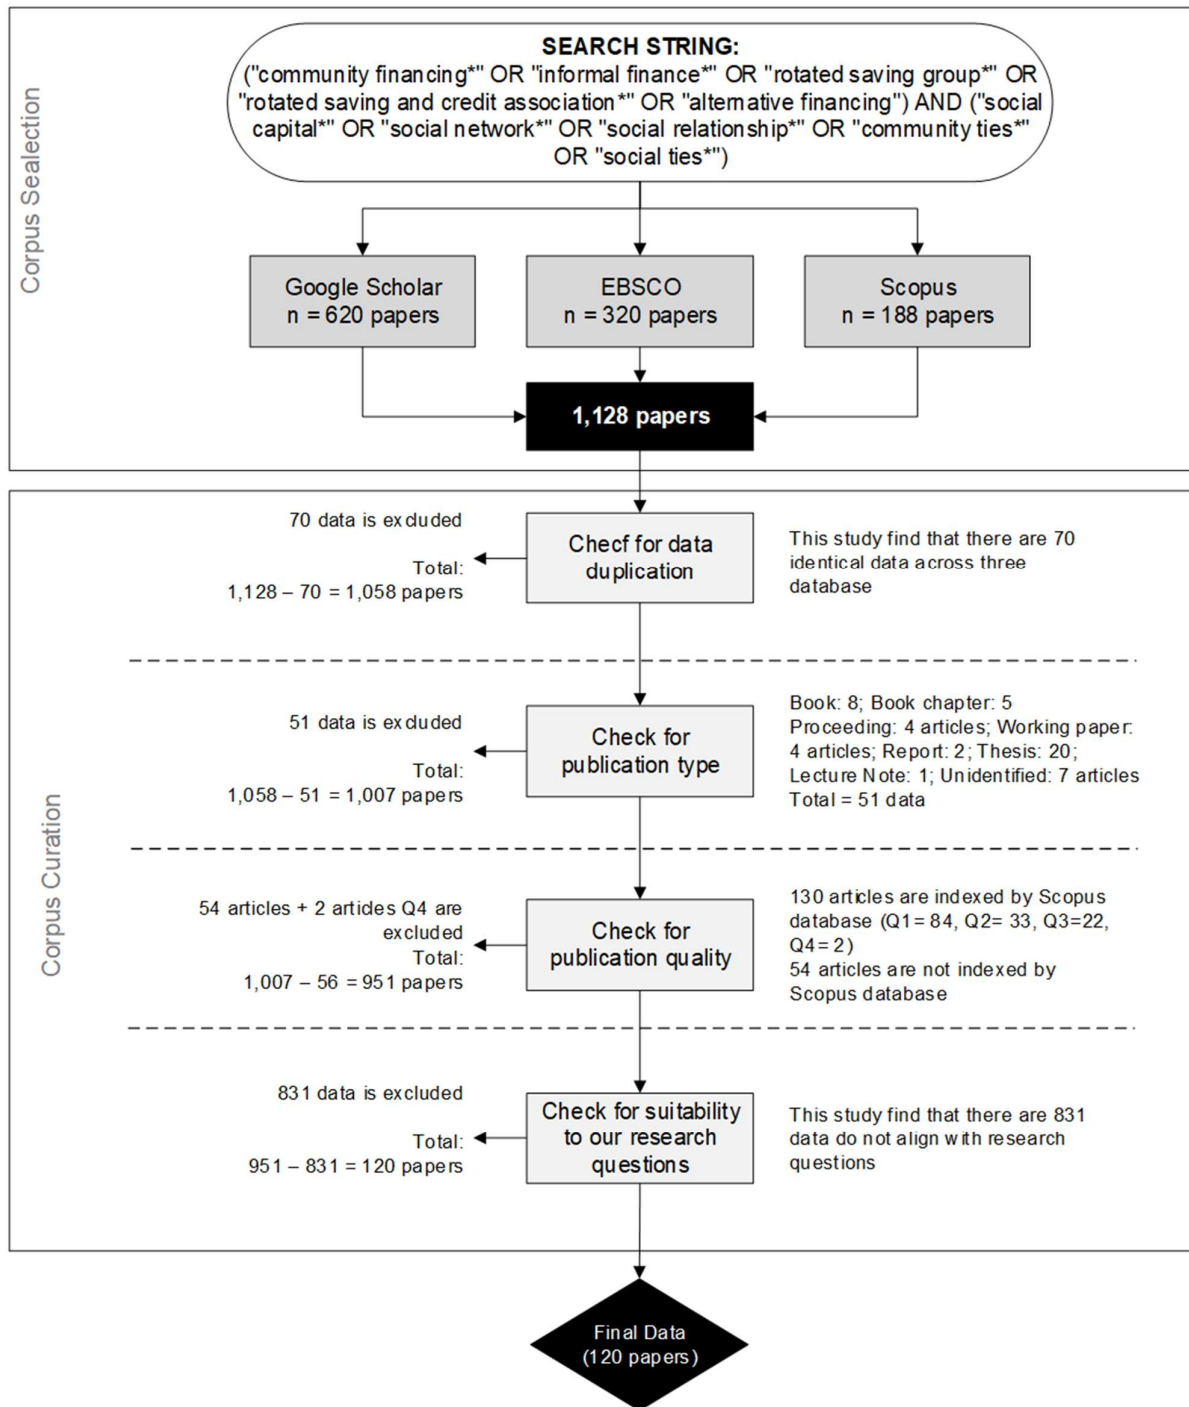 Corpus Sealection
SEARCH STRING:
("community financing*" OR "informal finance*" OR "rotated saving group*" OR
"rotated saving and credit association*" OR "alternative financing") AND ("social
capital*" OR "social network*" OR "social relationship*" OR "community ties*"
OR "social ties*")
Google Scholar
n = 620 papers
EBSCO
n = 320 papers
Scopus
n = 188 papers
1,128 papers
Corpus Curation
70 data is excluded
Total:
1,128 – 70 = 1,058 papers
Checf for data
duplication
This study find that there are 70
identical data across three
database
51 data is excluded
Total:
1,058 – 51 = 1,007 papers
Check for
publication type
Book: 8; Book chapter: 5
Proceeding: 4 articles; Working paper:
4 articles; Report: 2; Thesis: 20;
Lecture Note: 1; Unidentified: 7 articles
Total = 51 data
54 articles + 2 articles Q4 are
excluded
Total:
1,007 – 56 = 951 papers
Check for
publication quality
130 articles are indexed by Scopus
database (Q1= 84, Q2= 33, Q3=22,
Q4= 2)
54 articles are not indexed by
Scopus database
831 data is excluded
Total:
951 – 831 = 120 papers
Check for suitability
to our research
questions
This study find that there are 831
data do not align with research
questions
Final Data
(120 papers)